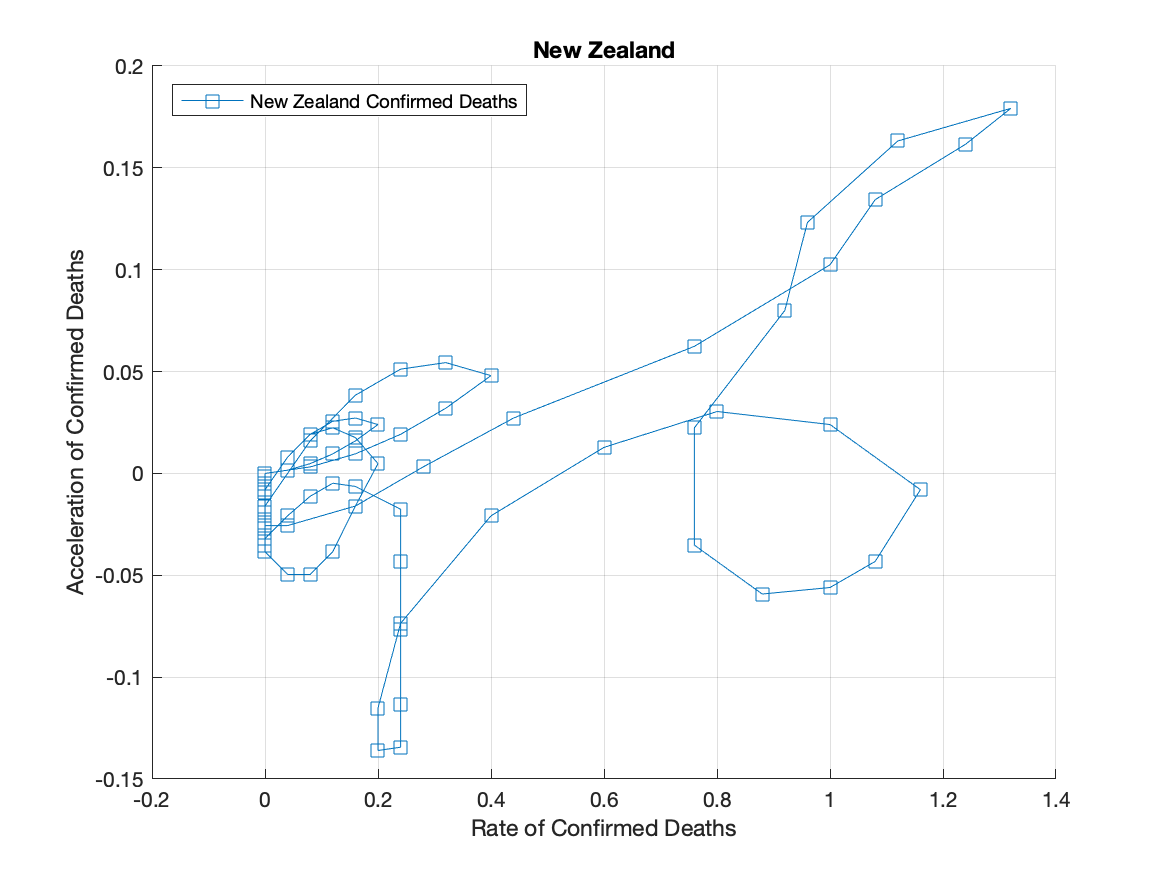 New Zealand
New Zealand Confirmed Deaths
0.2
0.15
0.1
0.05
0
-0.05
-0.1
-0.15
Acceleration of Confirmed Deaths
-0.2 0 0.2 0.4 0.6 0.8 1 1.2 1.4
Rate of Confirmed Deaths